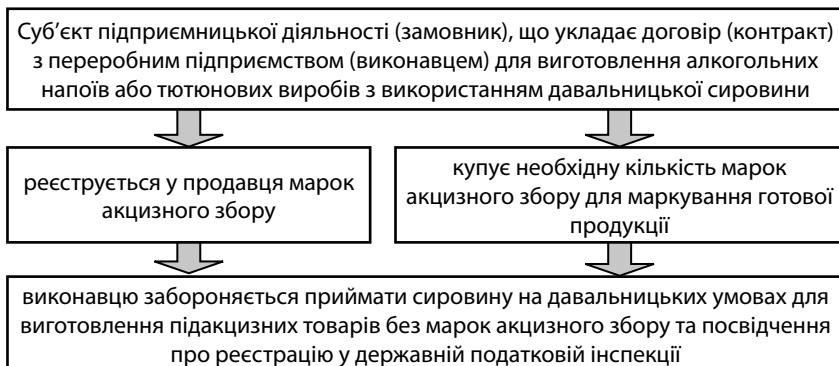 Суб’єкт підприємницької діяльності (замовник), що укладає договір (контракт)
з переробним підприємством (виконавцем) для виготовлення алкогольних
напоїв або тютюнових виробів з використанням давальницької сировини
реєструється у продавця марок
акцизного збору
купує необхідну кількість марок
акцизного збору для маркування готової
продукції
виконавцю забороняється приймати сировину на давальницьких умовах для
виготовлення підакцизних товарів без марок акцизного збору та посвідчення
про реєстрацію у державній податковій інспекції